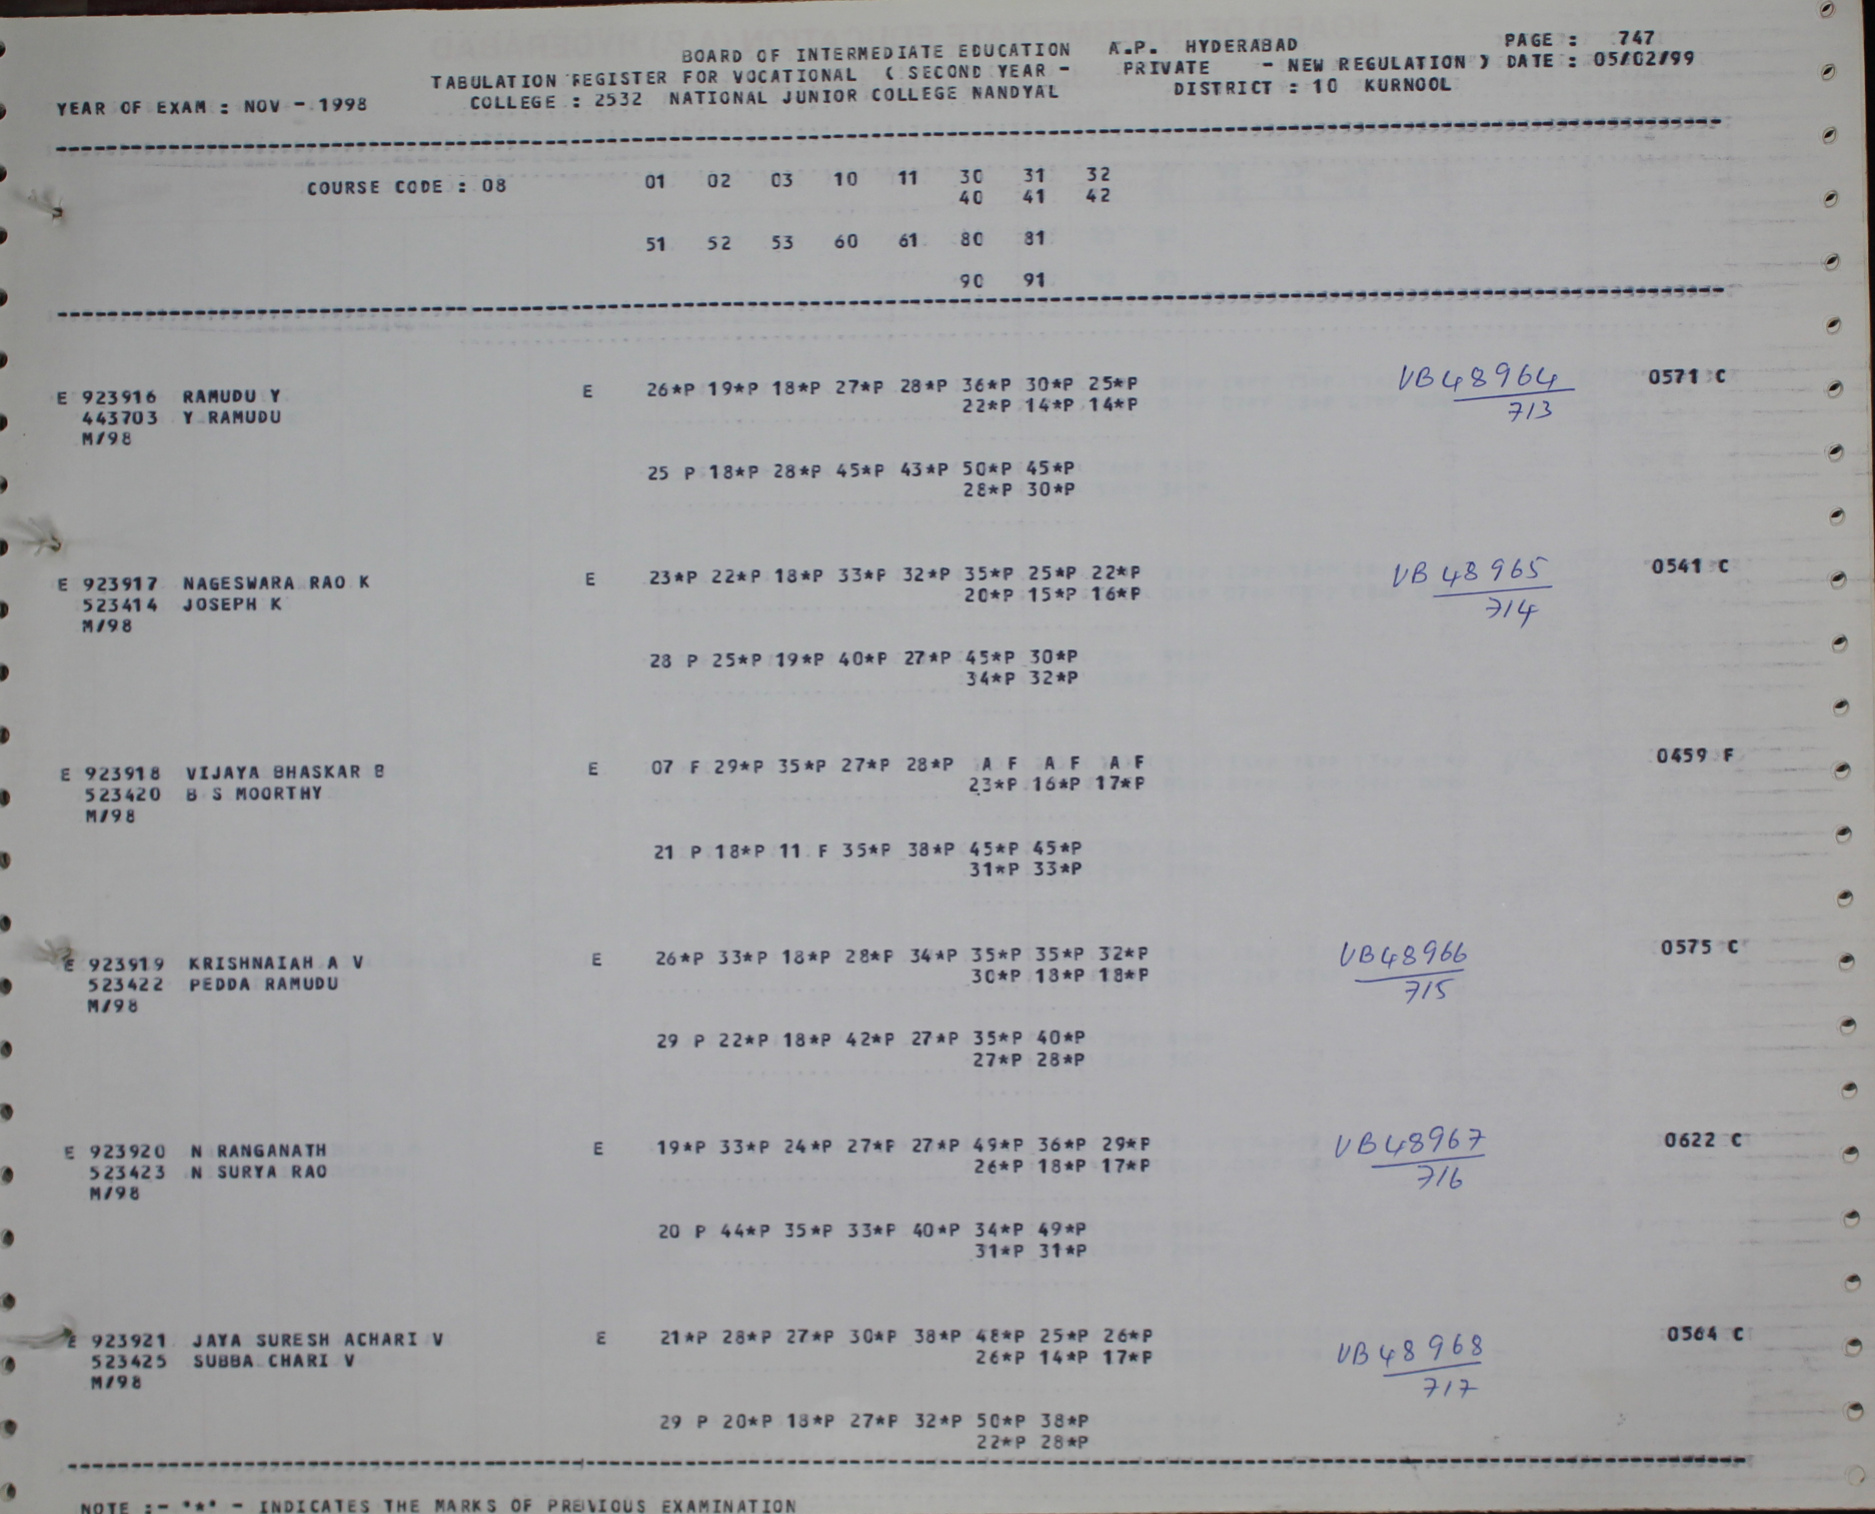 BOARD OF INTERMEDIATE EDUCATION A.P. HYDERABAD PAGE : 747
TABULATION REGISTER FOR VOCATIONAL ( SECOND YEAR - PRIVATE - NEW REGULATION ) DATE : 05/02/99
YEAR OF EXAM : NOV - 1998 COLLEGE : 2532 NATIONAL JUNIOR COLLEGE NANDYAL DISTRICT : 10 KURNOOL
COURSE CODE : 08 01 02 03 10 11 30 31 32
40 41 42
51 52 53 60 61 80 81
90 91
E 923916 RAMUDU Y E 26*P 19*P 18*P 27*P 28*P 36*P 30*P 25*P VB48964 0571 C
443703 Y RAMUDU 22*P 14*P 14*P 713
M/98
25 P 18*P 28*P 45*P 43*P 50*P 45*P
28*P 30*P
E 923917 NAGESWARA RAO K E 23*P 22*P 18*P 33*P 32*P 35*P 25*P 22*P VB48965 0541 C
523414 JOSEPH K 20*P 15*P 16*P 714
M/98
28 P 25*P 19*P 40*P 27*P 45*P 30*P
34*P 32*P
E 923918 VIJAYA BHASKAR B E 07 F 29*P 35*P 27*P 28*P A F A F A F 0459 F
523420 B S MOORTHY 23*P 16*P 17*P
M/98
21 P 18*P 11 F 35*P 38*P 45*P 45*P
31*P 33*P
E 923919 KRISHNAIAH A V E 26*P 33*P 18*P 28*P 34*P 35*P 35*P 32*P VB48966 0575 C
523422 PEDDA RAMUDU 30*P 18*P 18*P 715
M/98
29 P 22*P 18*P 42*P 27*P 35*P 40*P
27*P 28*P
E 923920 N RANGANATH E 19*P 33*P 24*P 27*P 27*P 49*P 36*P 29*P VB48967 0622 C
523423 N SURYA RAO 26*P 18*P 17*P 716
M/98
20 P 44*P 35*P 33*P 40*P 34*P 49*P
31*P 31*P
E 923921 JAYA SURESH ACHARI V E 21*P 28*P 27*P 30*P 38*P 48*P 25*P 26*P VB48968 0564 C
523425 SUBBA CHARI V 26*P 14*P 17*P 717
M/98
29 P 20*P 18*P 27*P 32*P 50*P 38*P
22*P 28*P
NOTE :- "*" - INDICATES THE MARKS OF PREVIOUS EXAMINATION